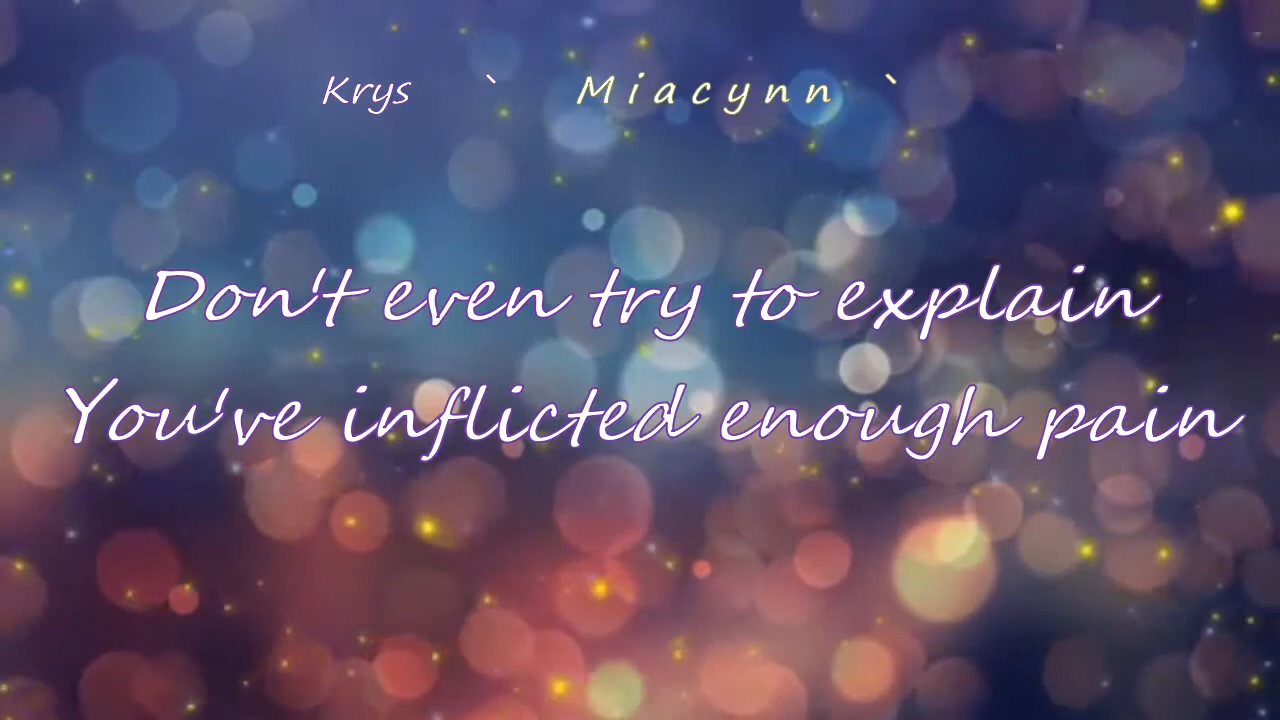 Krys ` Miacynn `
Don't even try to explain
You've inflicted enough pain